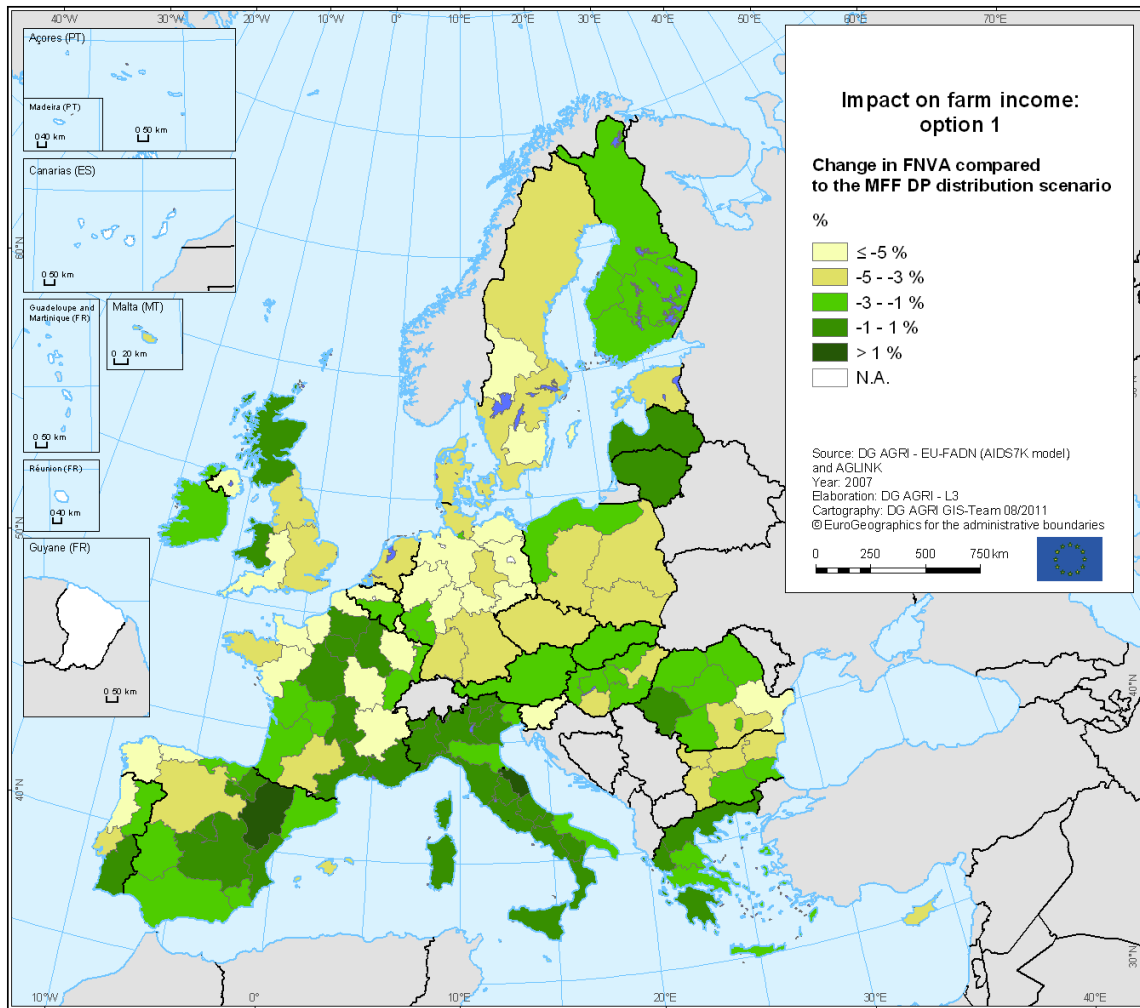 40°W
30°W
20°W
10°W
0°
10°E
20°E
30°E
40°E
50°E
60°E
70°E
Açores (PT)
Madeira (PT)
0 40 km
0 50 km
Canarias (ES)
0 50 km
Guadeloupe and
Martinique (FR)
0 50 km
Malta (MT)
0 20 km
Réunion (FR)
0 40 km
Guyane (FR)
0 50 km
60°N
50°N
40°N
40°N
30°N
Impact on farm income:
option 1
Change in FNVA compared
to the MFF DP distribution scenario
%
≤ -5 %
-5 - -3 %
-3 - -1 %
-1 - 1 %
> 1 %
N.A.
Source: DG AGRI - EU-FADN (AIDS7K model)
and AGLINK
Year: 2007
Elaboration: DG AGRI - L3
Cartography: DG AGRI GIS-Team 08/2011
© EuroGeographics for the administrative boundaries
0 250 500 750 km
10°W
0°
10°E
20°E
30°E
40°E